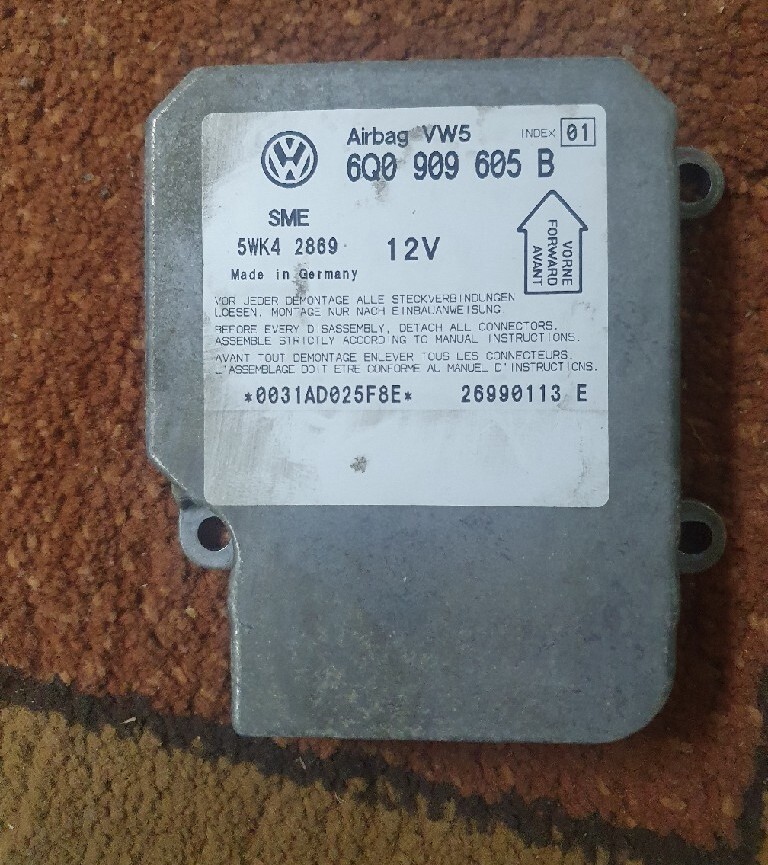 Airbag VW5 INDEX 01
6Q0 909 605 B
SME
5WK4 2869 12V
Made in Germany
VORNE
FORWARD
AVANT
VOR JEDER DEMONTAGE ALLE STECKVERBINDUNGEN
LOESEN. MONTAGE NUR NACH EINBAUANWEISUNG
BEFORE EVERY DISASSEMBLY, DETACH ALL CONNECTORS.
ASSEMBLE STRICTLY ACCORDING TO MANUAL INSTRUCTIONS.
AVANT TOUT DEMONTAGE ENLEVER TOUS LES CONNECTEURS.
L'ASSEMBLAGE DOIT ETRE CONFORME AL MANUEL D'INSTRUCTIONS.
*0031AD025F8E* 26990113 E